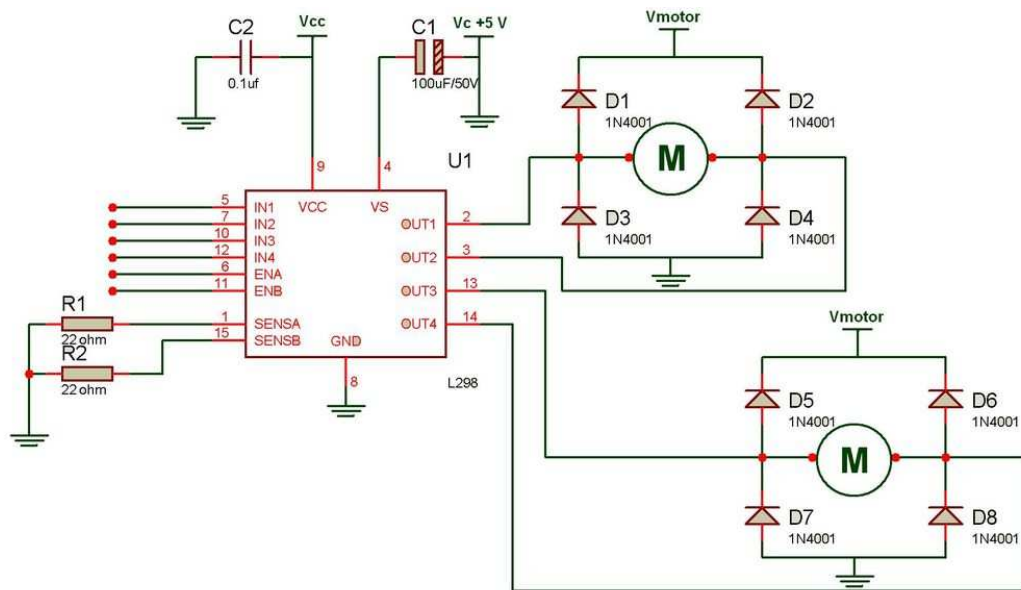 C2
0.1uf
Vcc
C1
100uF/50V
Vc +5 V
Vmotor
D1
1N4001
D2
1N4001
M
D3
1N4001
D4
1N4001
U1
9
4
VCC
VS
5
IN1
7
IN2
10
IN3
12
IN4
6
ENA
11
ENB
1
SENSA
15
SENSB
GND
8
OUT1
2
OUT2
3
OUT3
13
OUT4
14
L298
R1
22 ohm
R2
22 ohm
Vmotor
D5
1N4001
D6
1N4001
M
D7
1N4001
D8
1N4001